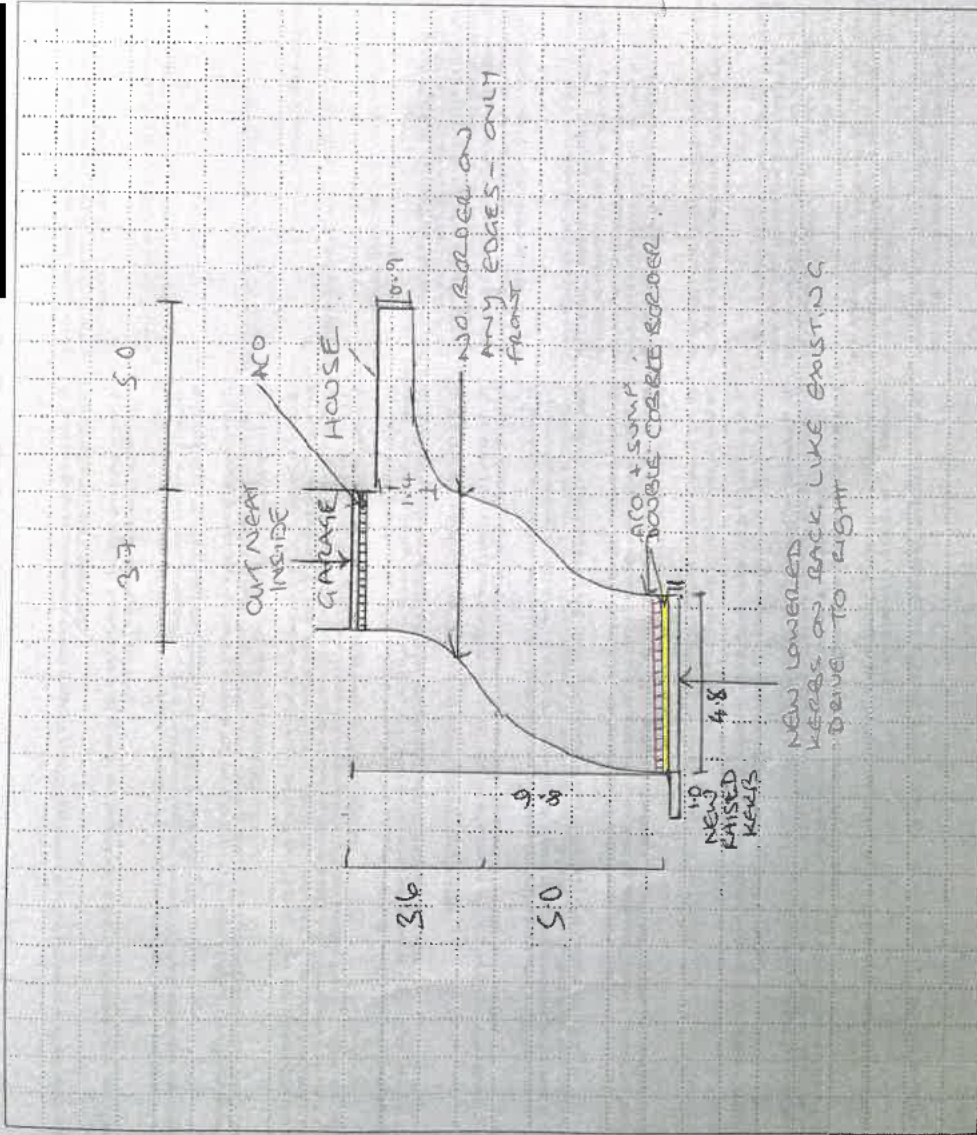 3.7
5.0
ACO
CUT NEAT
INSIDE
GARAGE
HOUSE
0.9
1.4
NO BORDER ON
ANY EDGES - ONLY
FRONT
3.6
5.0
8.6
ACO + SUMP
DOUBLE COBBLE BORDER
4.8
1.0
NEW
RAISED
KERB
NEW LOWERED
KERBS ON BACK LIKE EXISTING
DRIVE TO RIGHT